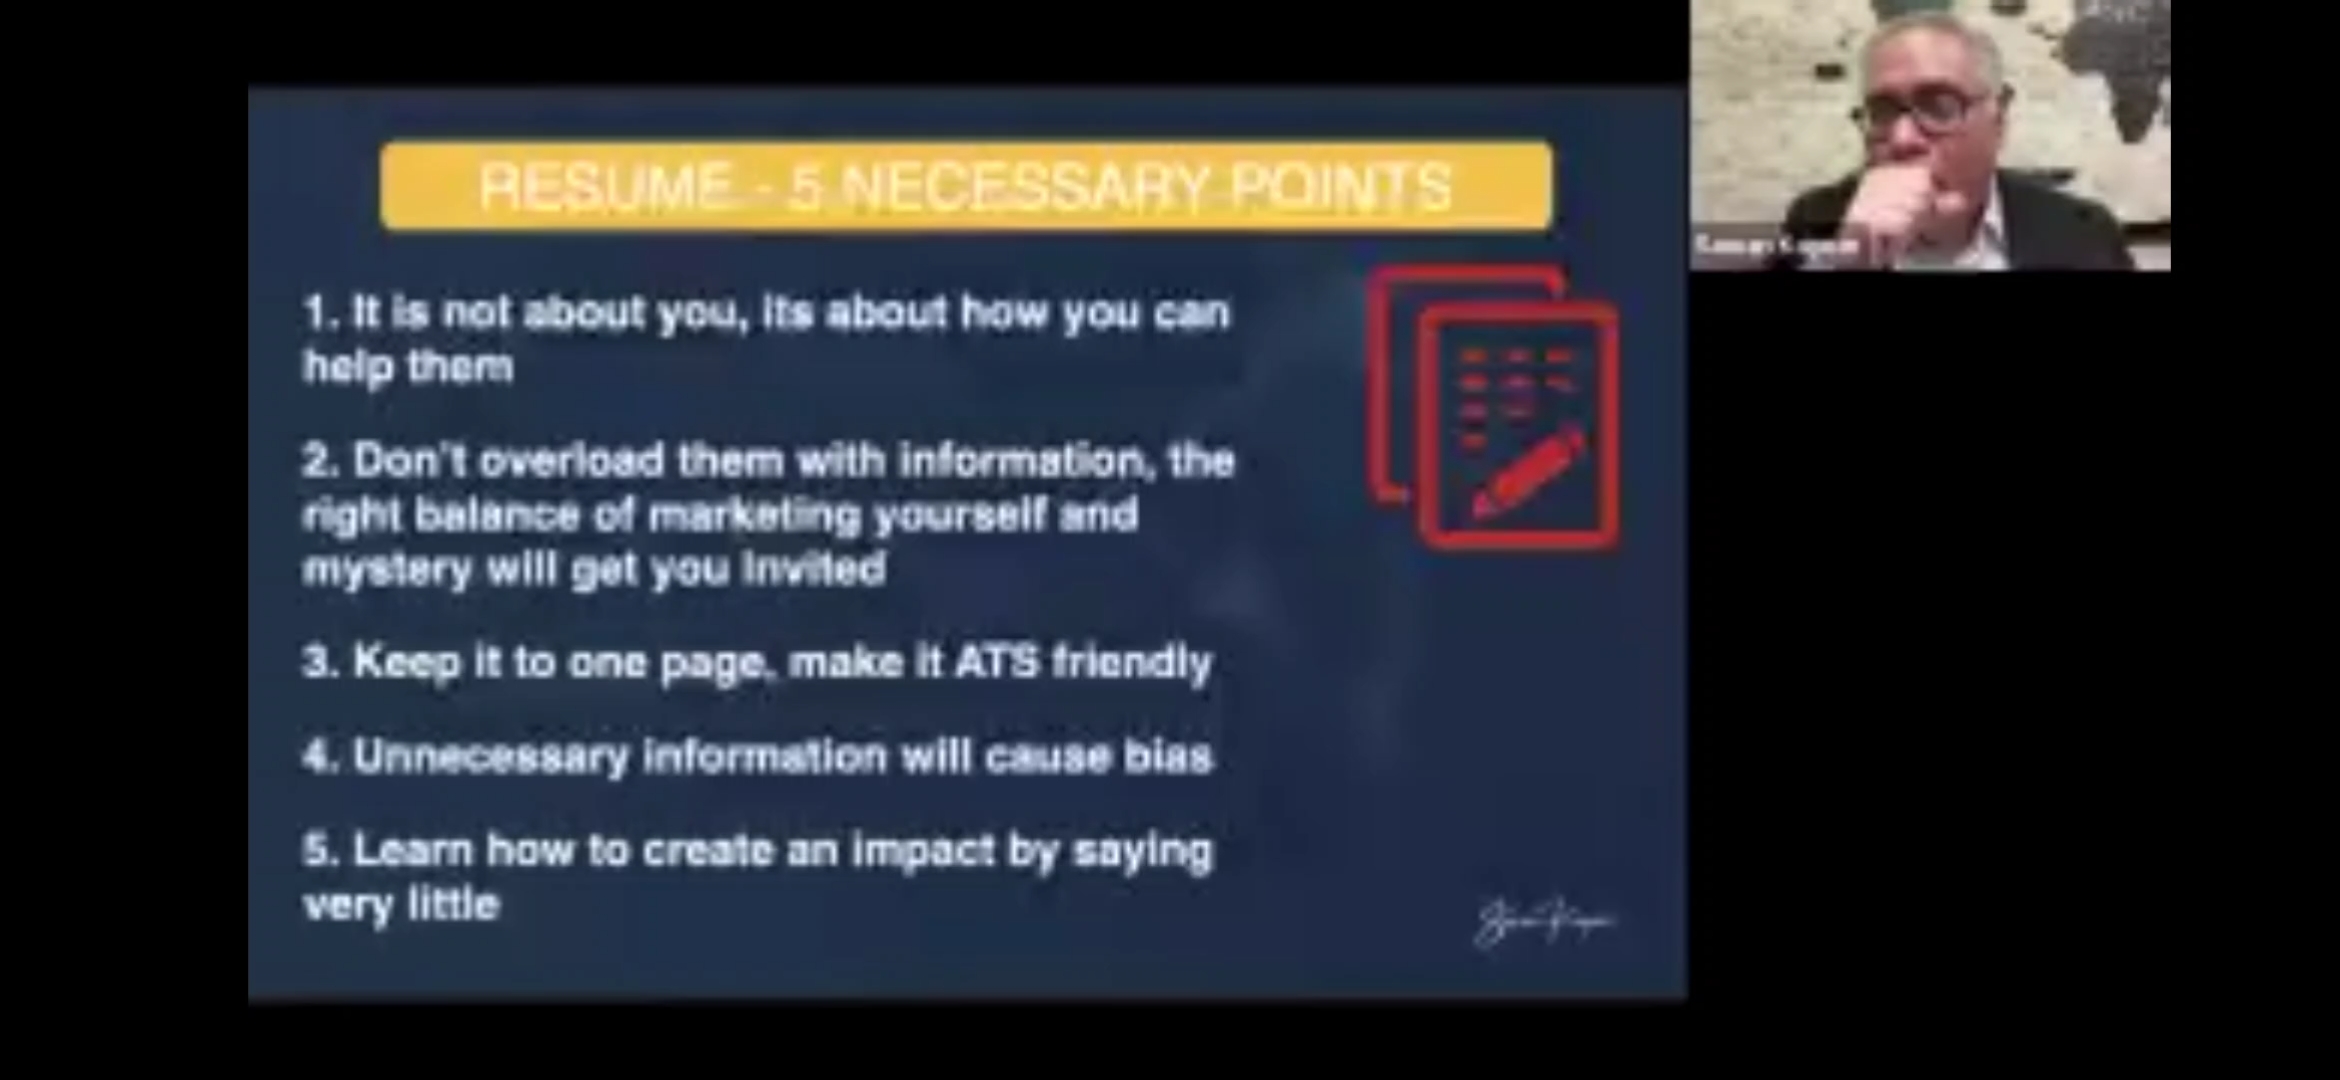 RESUME - 5 NECESSARY POINTS
1. It is not about you, its about how you can
help them
2. Don't overload them with information, the
right balance of marketing yourself and
mystery will get you invited
3. Keep it to one page, make it ATS friendly
4. Unnecessary information will cause bias
5. Learn how to create an impact by saying
very little